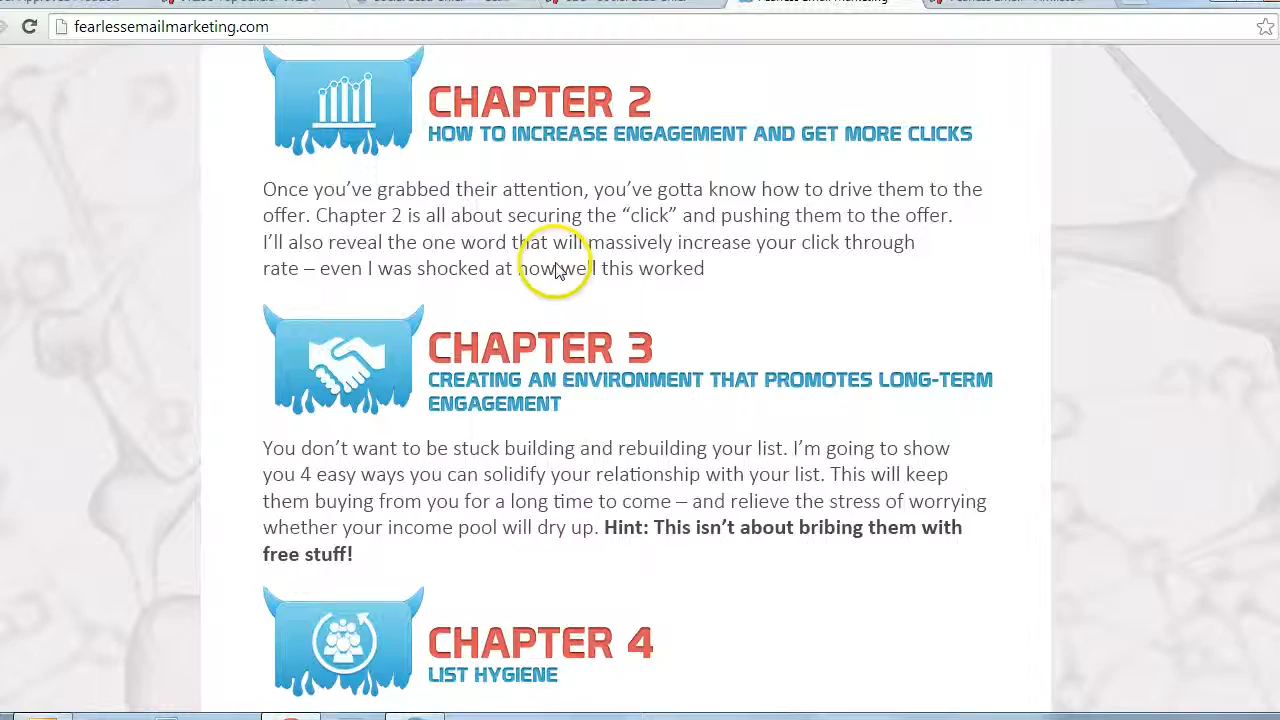 fearlessemailmarketing.com
CHAPTER 2
HOW TO INCREASE ENGAGEMENT AND GET MORE CLICKS
Once you’ve grabbed their attention, you’ve gotta know how to drive them to the
offer. Chapter 2 is all about securing the “click” and pushing them to the offer.
I’ll also reveal the one word that will massively increase your click through
rate – even I was shocked at how well this worked
CHAPTER 3
CREATING AN ENVIRONMENT THAT PROMOTES LONG-TERM
ENGAGEMENT
You don’t want to be stuck building and rebuilding your list. I’m going to show
you 4 easy ways you can solidify your relationship with your list. This will keep
them buying from you for a long time to come – and relieve the stress of worrying
whether your income pool will dry up. Hint: This isn’t about bribing them with
free stuff!
CHAPTER 4
LIST HYGIENE